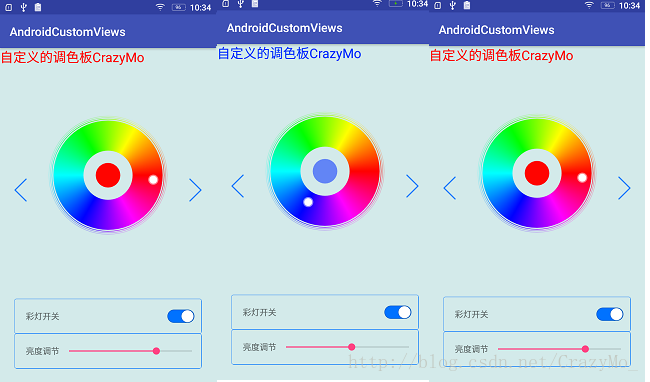 96 10:34
AndroidCustomViews
自定义的调色板CrazyMo
彩灯开关
亮度调节
10:34
AndroidCustomViews
自定义的调色板CrazyMo
彩灯开关
亮度调节
96 10:34
AndroidCustomViews
自定义的调色板CrazyMo
彩灯开关
亮度调节
http://blog.csdn.net/CrazyMo_